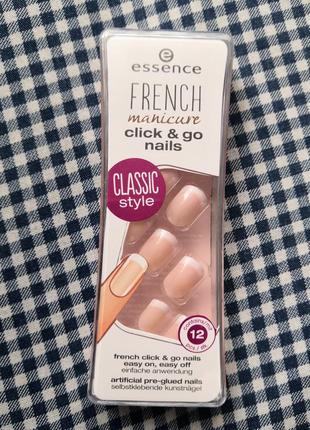 e
essence
FRENCH
manicure
click & go
nails
CLASSIC
style
12
french click & go nails
easy on, easy off
einfache anwendung
artificial pre-glued nails
selbstklebende kunstnägel